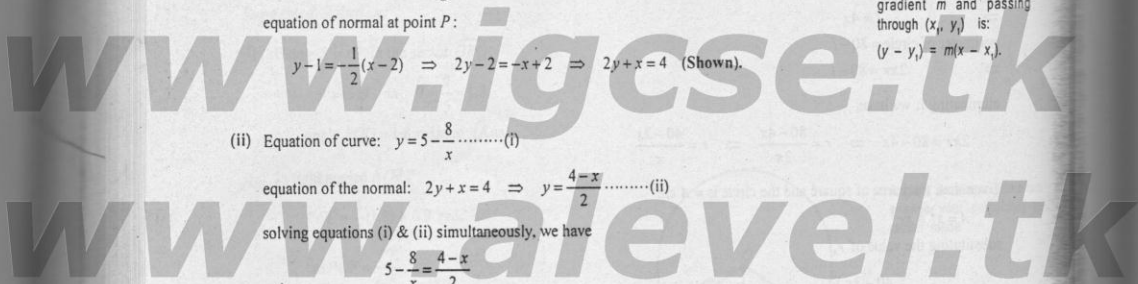 equation of normal at point P :
y − 1 = −1/2 (x − 2) ⇒ 2y − 2 = −x + 2 ⇒ 2y + x = 4 (Shown).
(ii) Equation of curve: y = 5 − 8/x .........(i)
equation of the normal: 2y + x = 4 ⇒ y = (4 − x)/2 .........(ii)
solving equations (i) & (ii) simultaneously, we have
5 − 8/x = (4 − x)/2
gradient m and passing
through (x₁, y₁) is:
(y − y₁) = m(x − x₁).
www.igcse.tk
www.alevel.tk